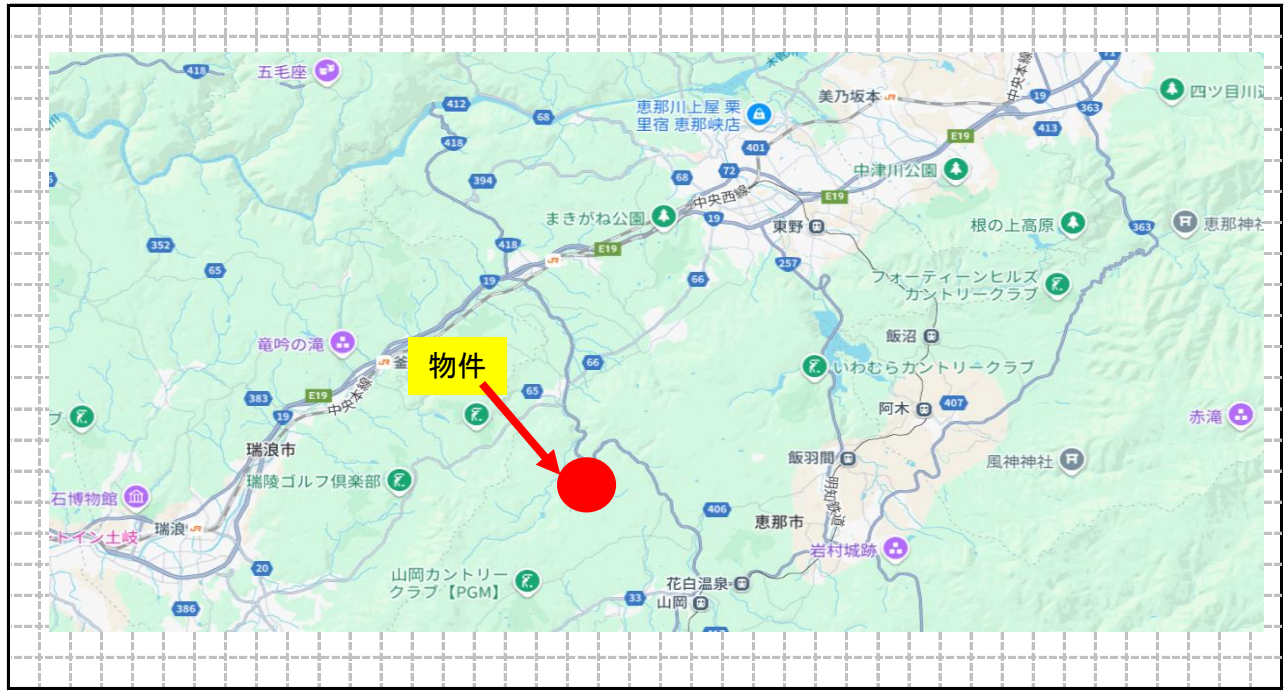 418
五毛座
412
68
418
394
恵那川上屋 栗
里宿 恵那峡店
美乃坂本
中央本線
19
71
363
四ツ目川
413
E19
401
72
68
中央西線
中津川公園
E19
まきがね公園
19
東野
根の上高原
363
恵那神社
352
65
418
E19
19
257
66
フォーティーンヒルズ
カントリークラブ
竜吟の滝
釜
物件
66
65
飯沼
いわむらカントリークラブ
383
E19
中央本線
19
ブ
阿木
407
赤滝
瑞浪市
瑞陵ゴルフ倶楽部
飯羽間
風神神社
石博物館
瑞浪
トイン土岐
406
恵那市
明知鉄道
岩村城跡
20
山岡カントリー
クラブ【PGM】
花白温泉
33
山岡
386